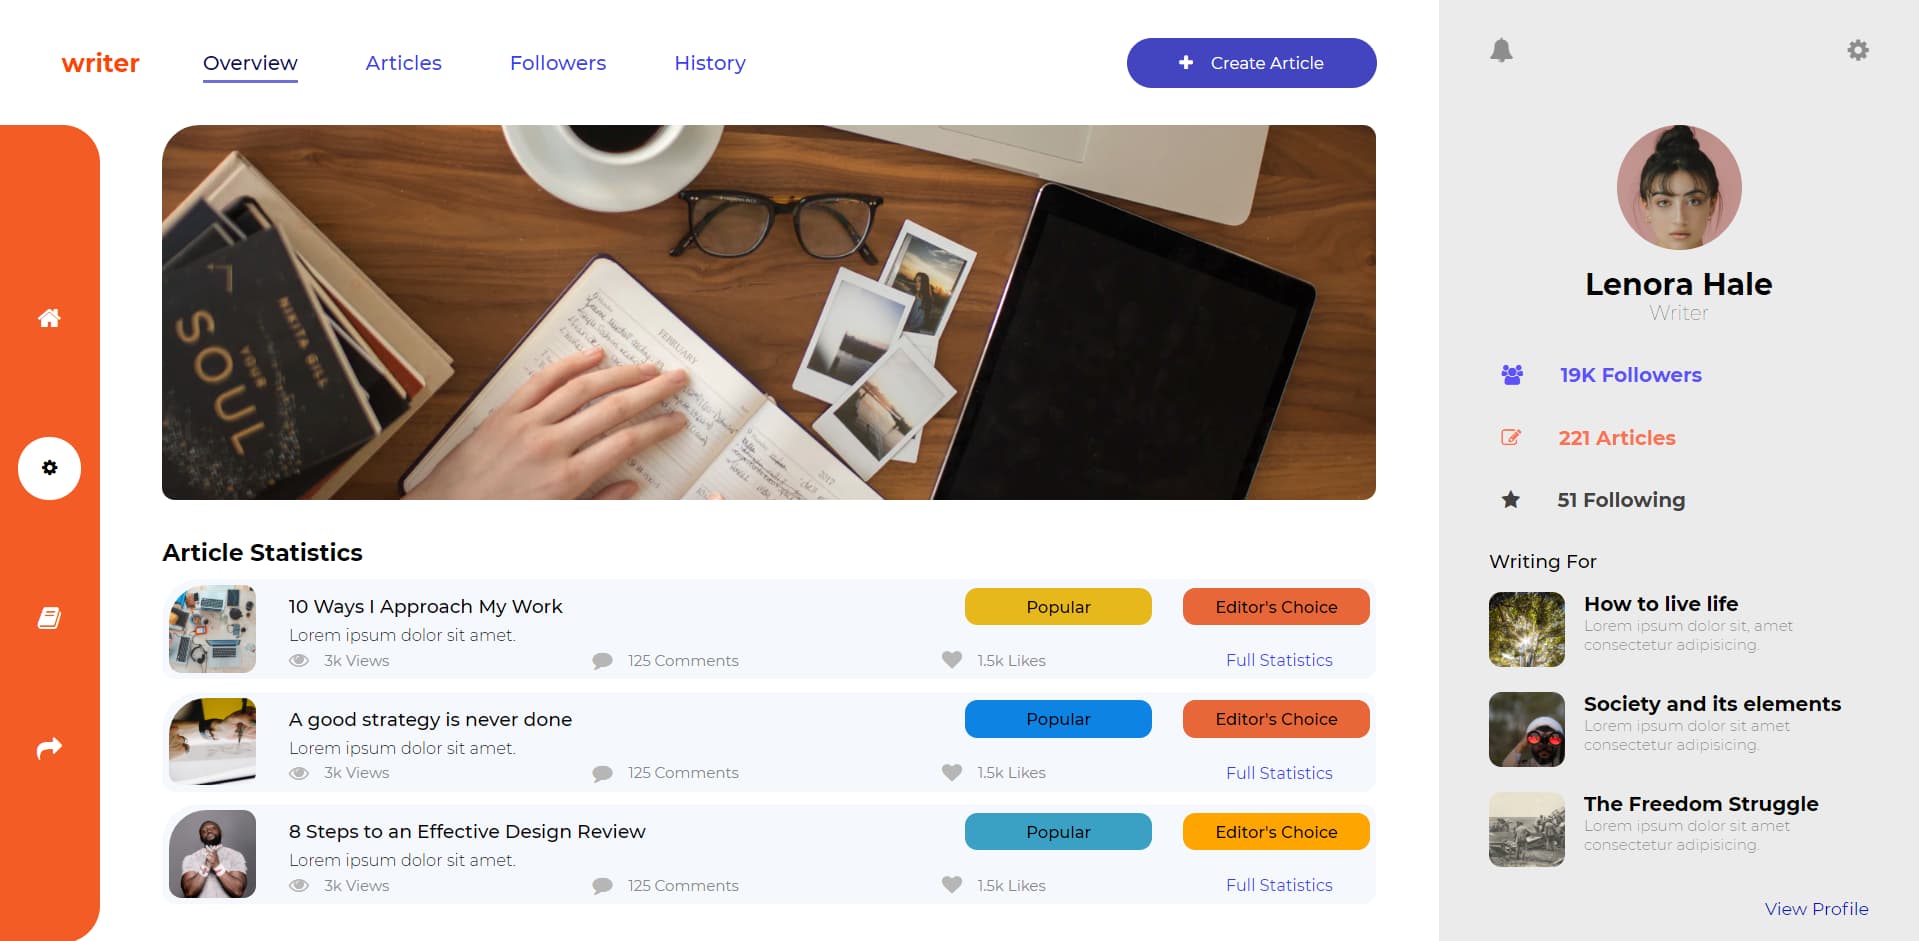 writer
Overview
Articles
Followers
History
Create Article
SOUL
YOUR
NIKITA GILL
FEBRUARY
2017
Article Statistics
10 Ways I Approach My Work
Popular
Editor's Choice
Lorem ipsum dolor sit amet.
3k Views
125 Comments
1.5k Likes
Full Statistics
A good strategy is never done
Popular
Editor's Choice
Lorem ipsum dolor sit amet.
3k Views
125 Comments
1.5k Likes
Full Statistics
8 Steps to an Effective Design Review
Popular
Editor's Choice
Lorem ipsum dolor sit amet.
3k Views
125 Comments
1.5k Likes
Full Statistics
Lenora Hale
Writer
19K Followers
221 Articles
51 Following
Writing For
How to live life
Lorem ipsum dolor sit, amet
consectetur adipisicing.
Society and its elements
Lorem ipsum dolor sit amet
consectetur adipisicing.
The Freedom Struggle
Lorem ipsum dolor sit amet
consectetur adipisicing.
View Profile